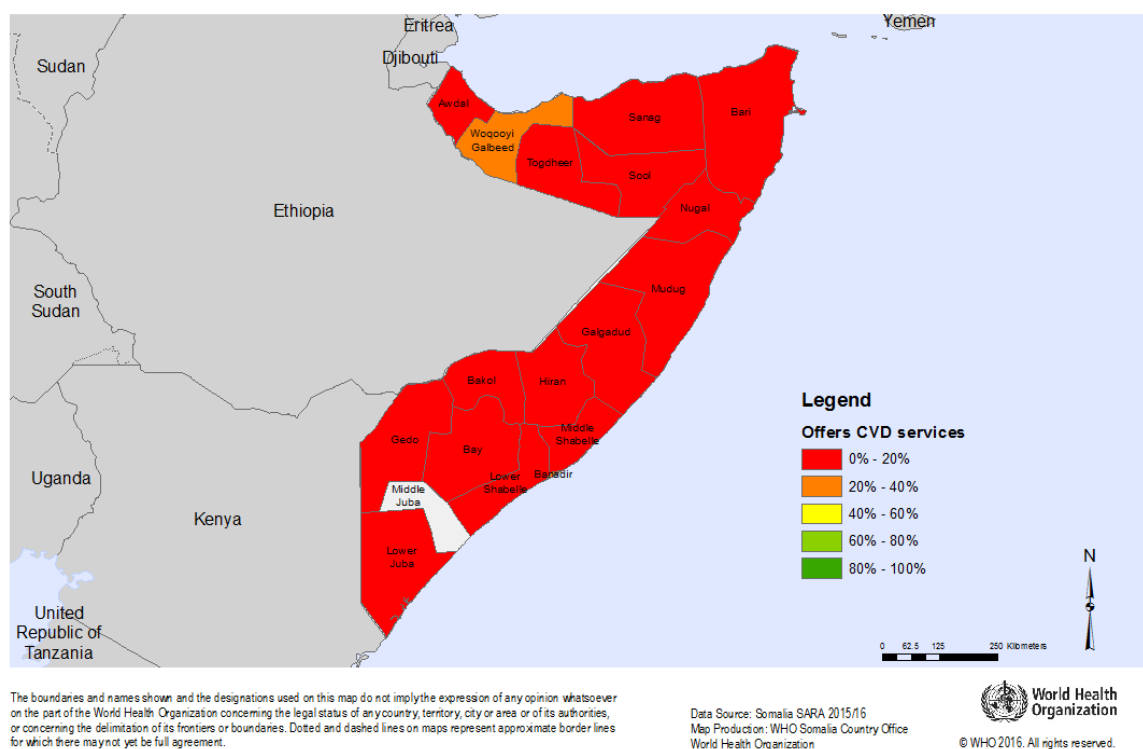 Eritrea
Yemen
Djibouti
Sudan
Awdal
Sanag
Bari
Woqooyi
Galbeed
Togdheer
Sool
Ethiopia
Nugal
South
Sudan
Mudug
Galgadud
Bakol
Hiran
Legend
Offers CVD services
0% - 20%
20% - 40%
40% - 60%
60% - 80%
80% - 100%
Middle
Shabelle
Gedo
Bay
Banadir
Lower
Shabelle
Uganda
Middle
Juba
Kenya
Lower
Juba
N
United
Republic of
Tanzania
0 62.5 125 250 Kilometers
The boundaries and names shown and the designations used on this map do not imply the expression of any opinion whatsoever
on the part of the World Health Organization concerning the legal status of any country, territory, city or area or of its authorities,
or concerning the delimitation of its frontiers or boundaries. Dotted and dashed lines on maps represent approximate border lines
for which there may not yet be full agreement.
Data Source: Somalia SARA 2015/16
Map Production: WHO Somalia Country Office
World Health Organization
World Health
Organization
© WHO 2016. All rights reserved.